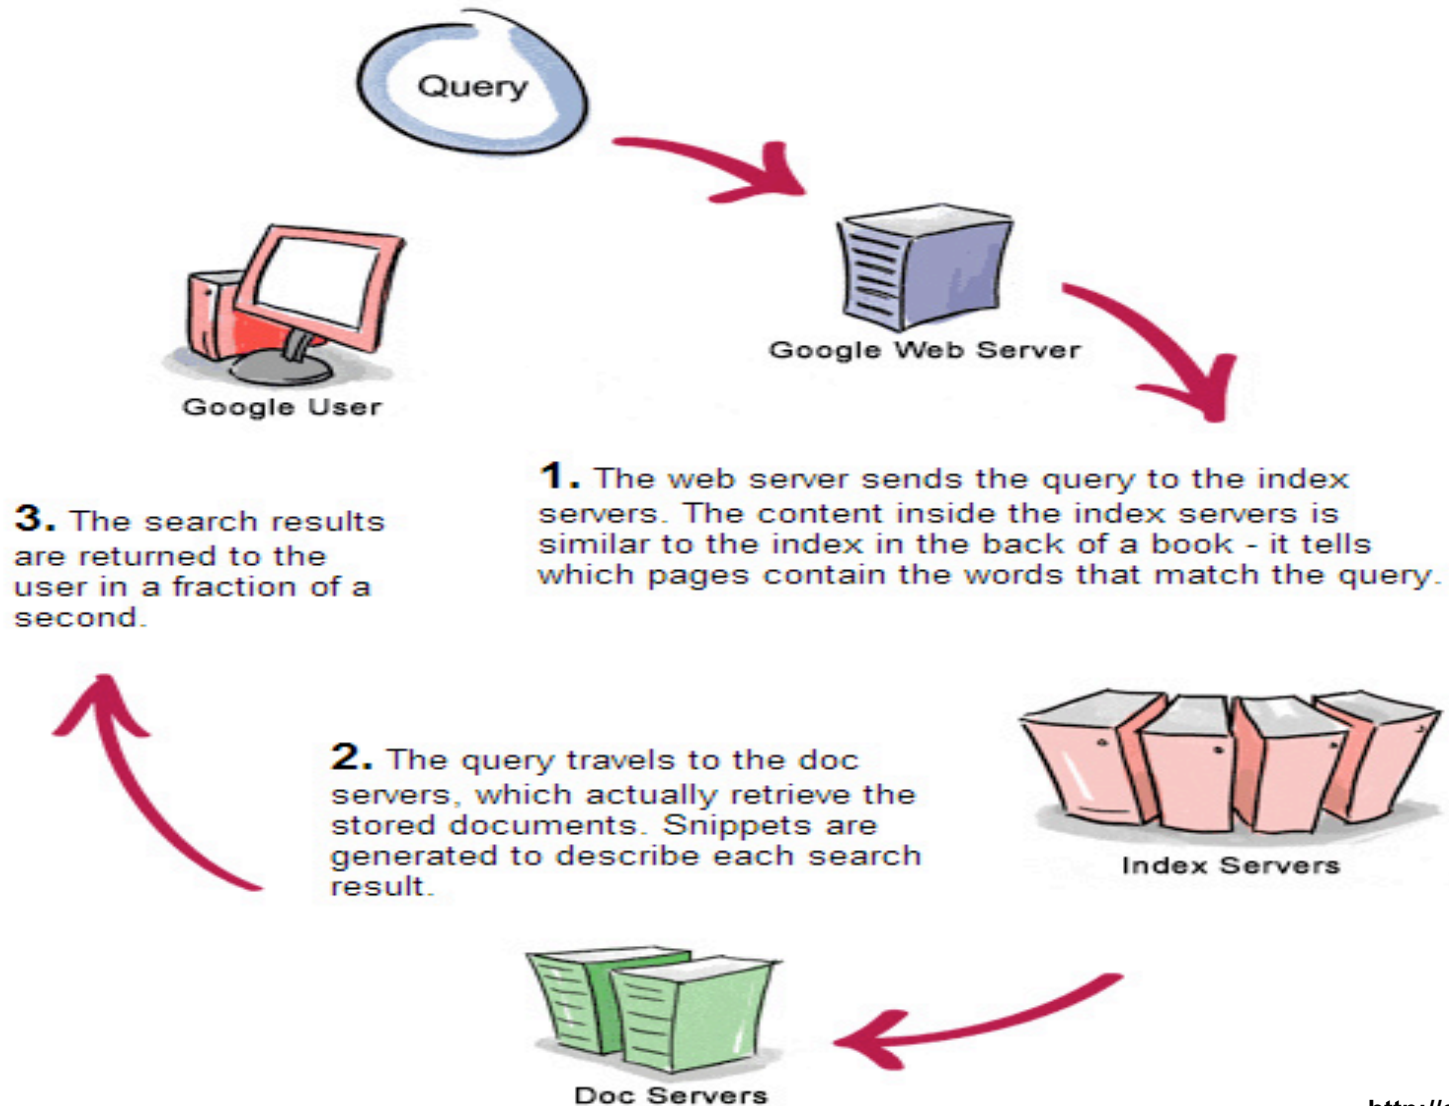 Query
Google Web Server
Google User
1. The web server sends the query to the index
servers. The content inside the index servers is
similar to the index in the back of a book - it tells
which pages contain the words that match the query.
3. The search results
are returned to the
user in a fraction of a
second.
2. The query travels to the doc
servers, which actually retrieve the
stored documents. Snippets are
generated to describe each search
result.
Index Servers
Doc Servers